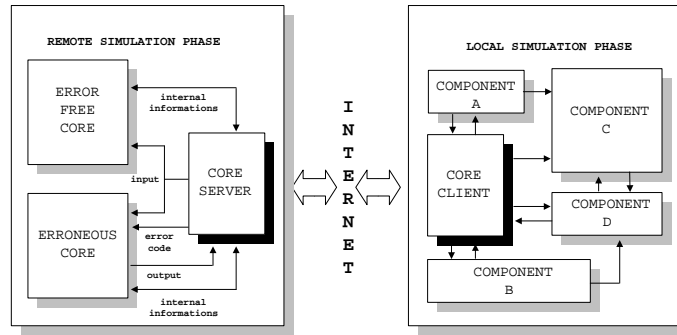 REMOTE SIMULATION PHASE
ERROR
FREE
CORE
internal
informations
input
CORE
SERVER
ERRONEOUS
CORE
error
code
output
internal
informations
I
N
T
E
R
N
E
T
LOCAL SIMULATION PHASE
COMPONENT
A
COMPONENT
C
CORE
CLIENT
COMPONENT
D
COMPONENT
B